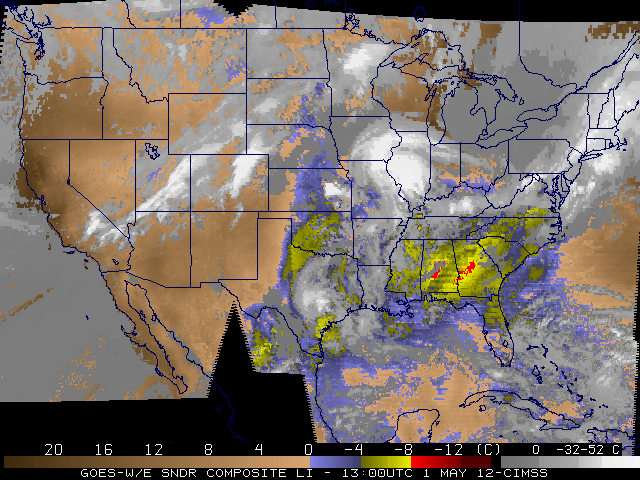 20 16 12 8 4 0 -4 -8 -12 (C) 0 -32-52 C
GOES-W/E SNDR COMPOSITE LI - 13:00UTC 1 MAY 12-CIMSS